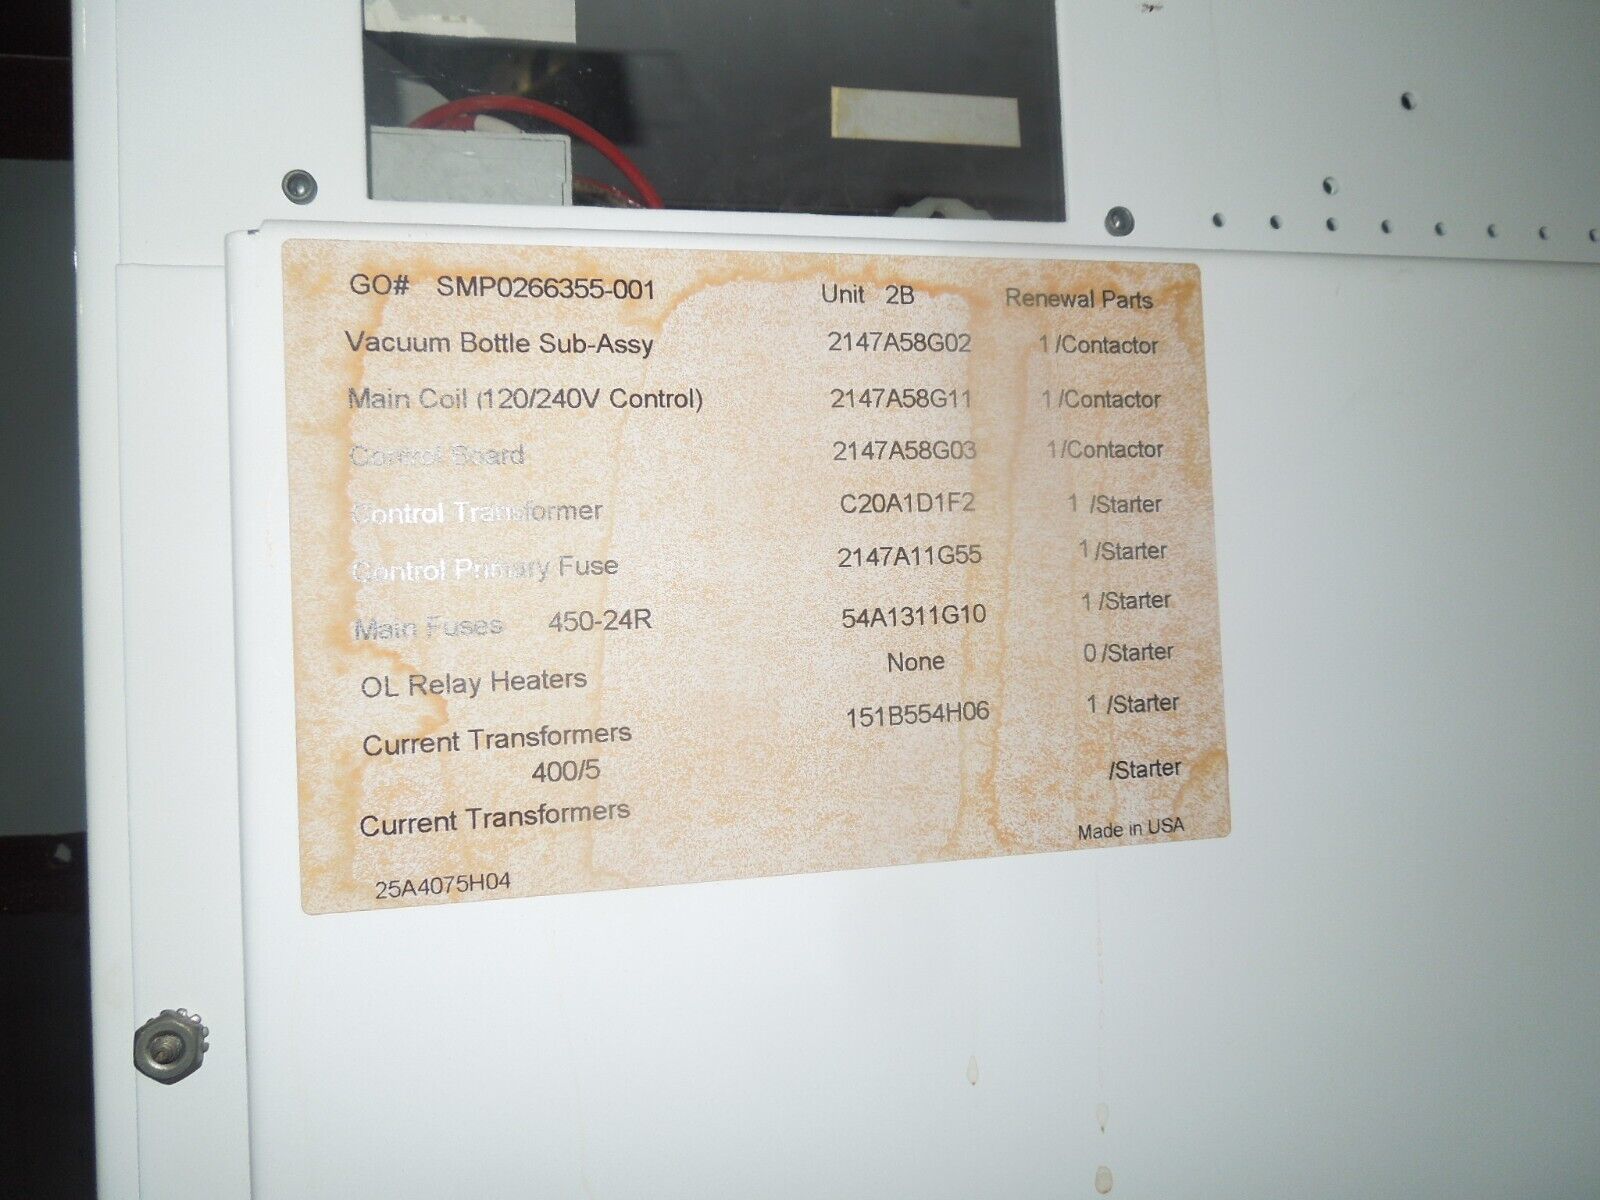 GO# SMP0266355-001 Unit 2B Renewal Parts
Vacuum Bottle Sub-Assy 2147A58G02 1/Contactor
Main Coil (120/240V Control) 2147A58G11 1/Contactor
Control Board 2147A58G03 1/Contactor
Control Transformer C20A1D1F2 1 /Starter
Control Primary Fuse 2147A11G55 1/Starter
Main Fuses 450-24R 54A1311G10 1 /Starter
OL Relay Heaters None 0 /Starter
Current Transformers 151B554H06 1 /Starter
400/5 /Starter
Current Transformers
Made in USA
25A4075H04